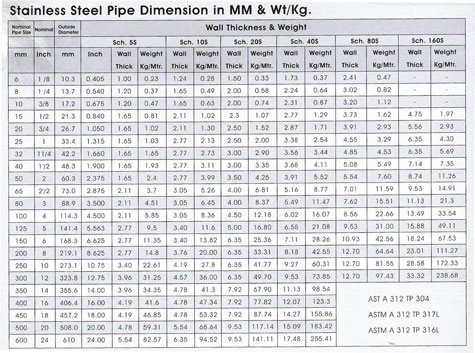 Stainless Steel Pipe Dimension in MM & Wt/Kg.
Nominal Pipe Size Nominal Outside Diameter Wall Thickness & Weight
Sch. 5S Sch. 10S Sch. 20S Sch. 40S Sch. 80S Sch. 160S
mm Inch mm Inch Wall Thick Weight Kg/Mtr. Wall Thick Weight Kg/Mtr. Wall Thick Weight Kg/Mtr. Wall Thick Weight Kg/Mtr. Wall Thick Weight Kg/Mtr. Wall Thick Weight Kg/Mtr.
6 1/8 10.3 0.405 1.00 0.23 1.24 0.28 1.50 0.33 1.73 0.37 2.41 0.47 - -
8 1/4 13.7 0.540 1.20 0.37 1.65 0.49 2.00 0.58 2.24 0.64 3.02 0.82 - -
10 3/8 17.2 0.675 1.20 0.47 1.65 0.63 2.00 0.74 2.31 0.87 3.20 1.12 - -
15 1/2 21.3 0.840 1.65 0.81 2.11 1.02 2.3 1.07 2.77 1.29 3.73 1.62 4.75 1.97
20 3/4 26.7 1.050 1.65 1.02 2.11 1.30 2.50 1.52 2.87 1.71 3.91 2.93 5.56 2.93
25 1 33.4 1.315 1.65 1.03 2.77 2.13 2.50 2.00 3.38 2.54 4.55 3.29 6.35 4.30
32 11/4 42.2 1.660 1.65 1.65 2.77 2.73 3.00 2.90 3.56 3.44 4.85 4.53 6.35 5.69
40 1/2 48.3 1.900 1.65 1.93 2.77 3.11 3.00 3.35 3.68 4.11 5.08 5.49 7.14 7.35
50 2 60.3 2.375 1.65 2.4 2.77 3.99 3.50 4.25 3.91 5.52 5.54 7.60 8.74 11.26
65 21/2 73.0 2.875 2.11 3.7 3.05 5.26 4.00 6.81 5.16 8.77 7.01 11.59 9.53 14.91
80 3 88.9 3.500 2.11 4.51 3.05 6.45 4.00 8.37 5.49 11.47 7.62 15.51 11.13 21.3
100 4 114.3 4.500 2.11 5.85 3.05 8.36 4.20 12.18 6.02 16.07 8.56 22.66 13.49 33.54
125 5 141.4 5.563 2.77 9.5 3.40 11.6 5.00 16.80 6.55 21.08 9.53 31.00 15.88 49.11
150 6 168.3 6.625 2.77 11.35 3.40 13.82 6.35 25.36 7.11 28.26 10.93 42.56 18.24 67.53
200 8 219.1 8.625 2.77 14.8 3.76 20.00 6.35 33.31 8.18 42.55 12.70 64.64 23.01 111.27
250 10 273.1 10.75 3.40 22.61 4.19 27.8 6.35 41.77 9.27 60.31 12.70 81.55 28.58 172.33
300 12 323.8 12.75 3.96 31.25 4.57 36.00 6.35 49.70 9.53 73.85 12.70 97.43 33.32 238.68
350 14 355.6 14.00 3.96 34.35 4.78 41.3 7.92 67.90 11.13 98.54
400 16 406.4 16.00 4.19 41.6 4.78 47.34 7.92 77.82 12.07 123.3
450 18 457.2 18.00 4.19 46.85 4.78 53.32 7.92 87.74 14.27 155.86
500 20 508.0 20.00 4.78 59.31 5.54 68.64 9.53 117.14 15.09 183.42
600 24 610 24.00 5.54 82.57 6.35 94.52 9.53 141.11 17.48 255.41
AST A 312 TP 304
ASTM A 312 TP 317L
ASTM A 312 TP 316L